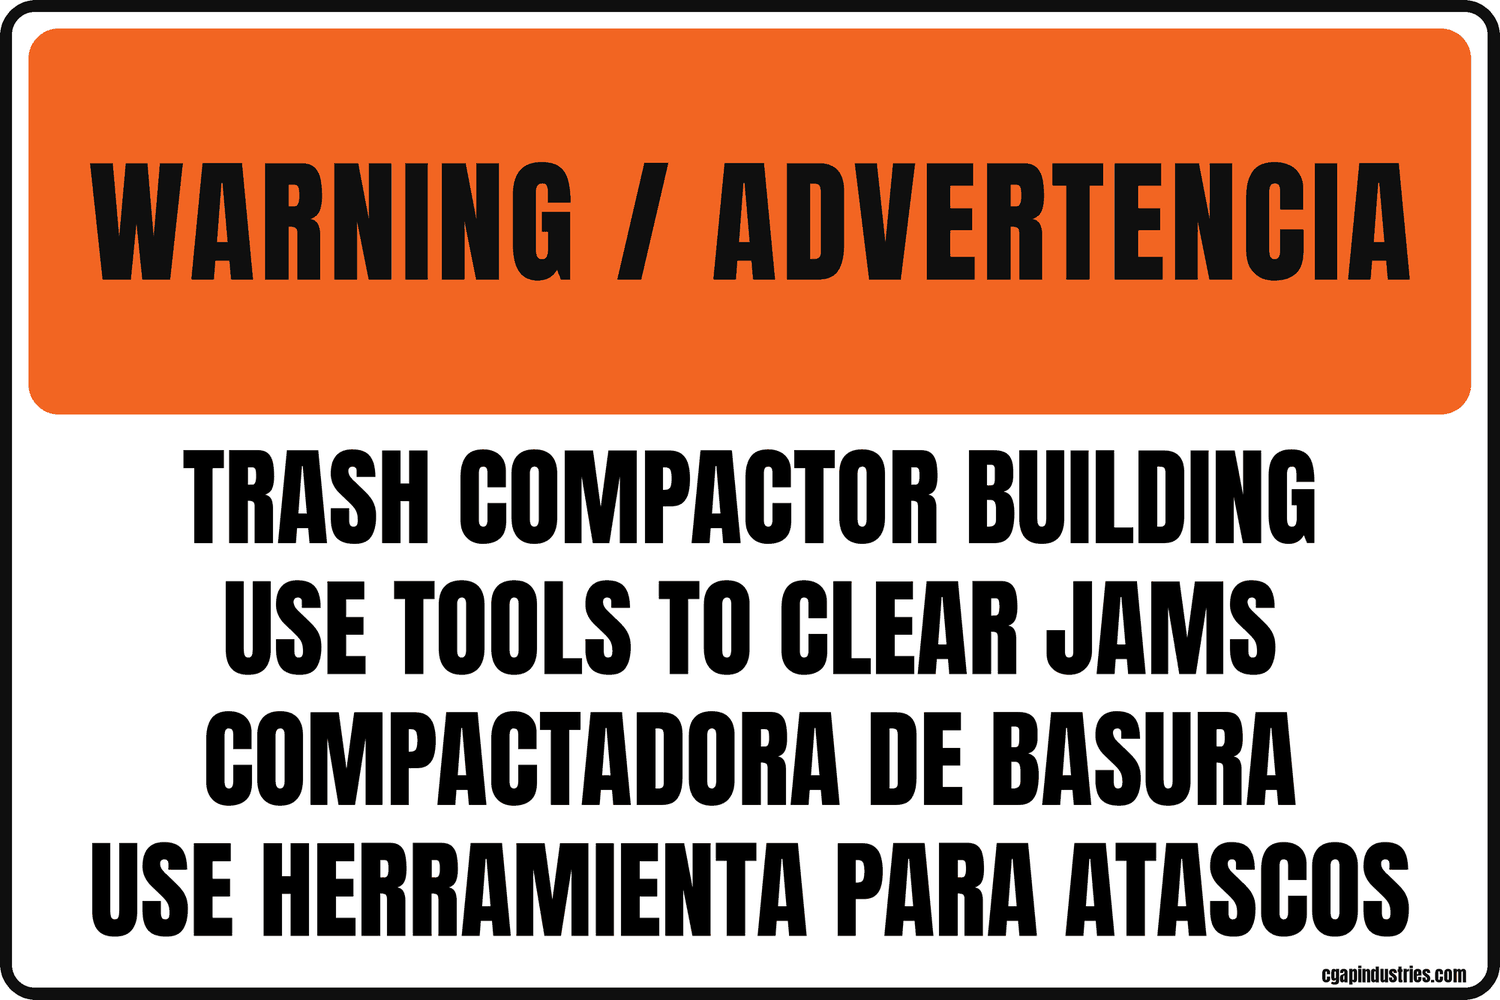 WARNING / ADVERTENCIA
TRASH COMPACTOR BUILDING
USE TOOLS TO CLEAR JAMS
COMPACTADORA DE BASURA
USE HERRAMIENTA PARA ATASCOS
cgapindustries.com